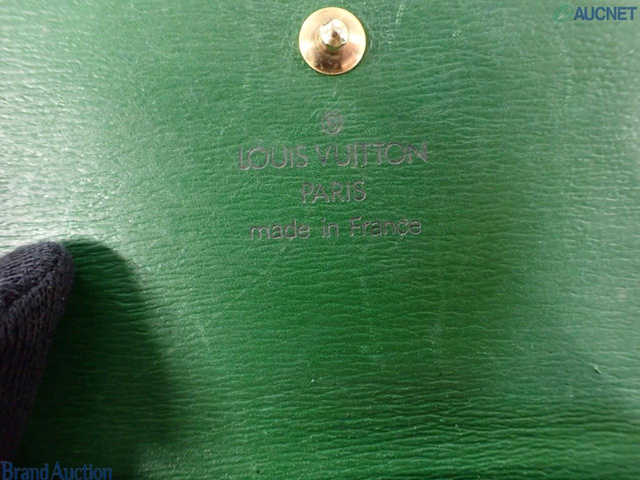 AUCNET
LOUIS VUITTON
PARIS
made in France
Brand Auction